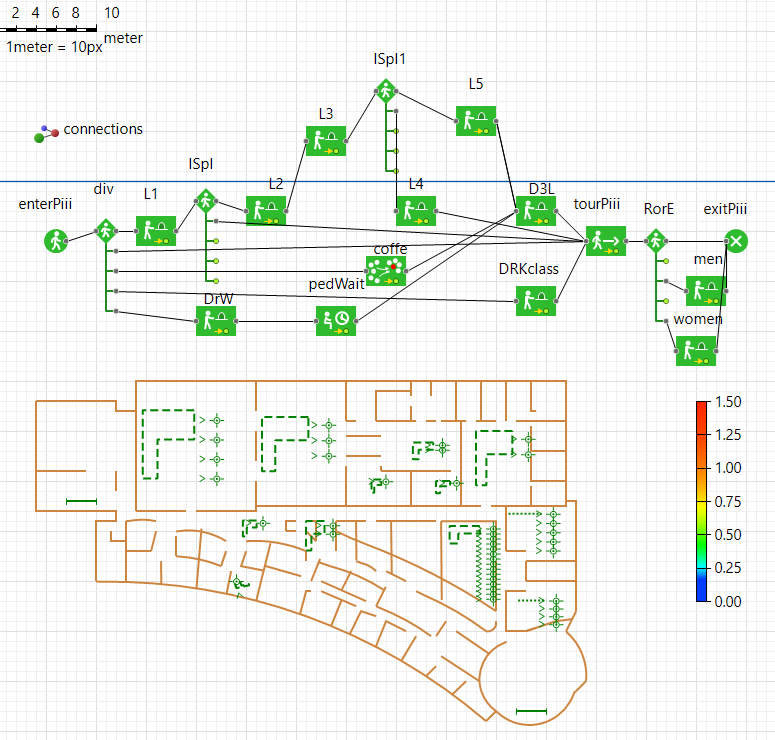 2 4 6 8 10
meter
1meter = 10px
ISpl1
L5
L3
connections
ISpl
div
L1
L2
L4
D3L
enterPiii
tourPiii
RorE
exitPiii
coffe
men
DRKclass
pedWait
DrW
women
1.50
1.25
1.00
0.75
0.50
0.25
0.00